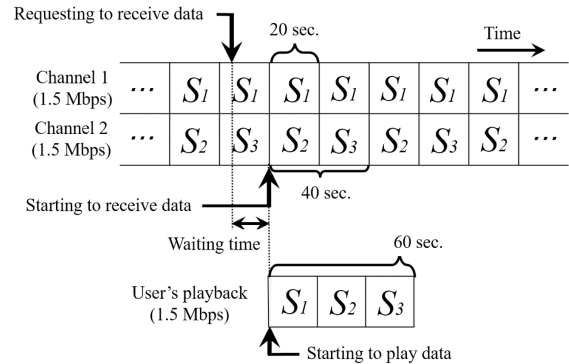 Requesting to receive data
20 sec.
Time
Channel 1
(1.5 Mbps)
... S1 S1 S1 S1 S1 S1 S1 ...
Channel 2
(1.5 Mbps)
... S2 S3 S2 S3 S2 S3 S2 ...
Starting to receive data
40 sec.
Waiting time
60 sec.
User's playback
(1.5 Mbps)
S1 S2 S3
Starting to play data